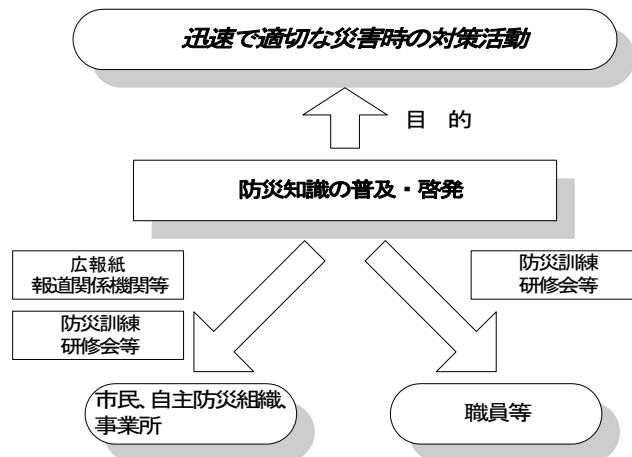 迅速で適切な災害時の対策活動
目 的
防災知識の普及・啓発
広報紙
報道関係機関等
防災訓練
研修会等
防災訓練
研修会等
市民、自主防災組織、
事業所
職員等